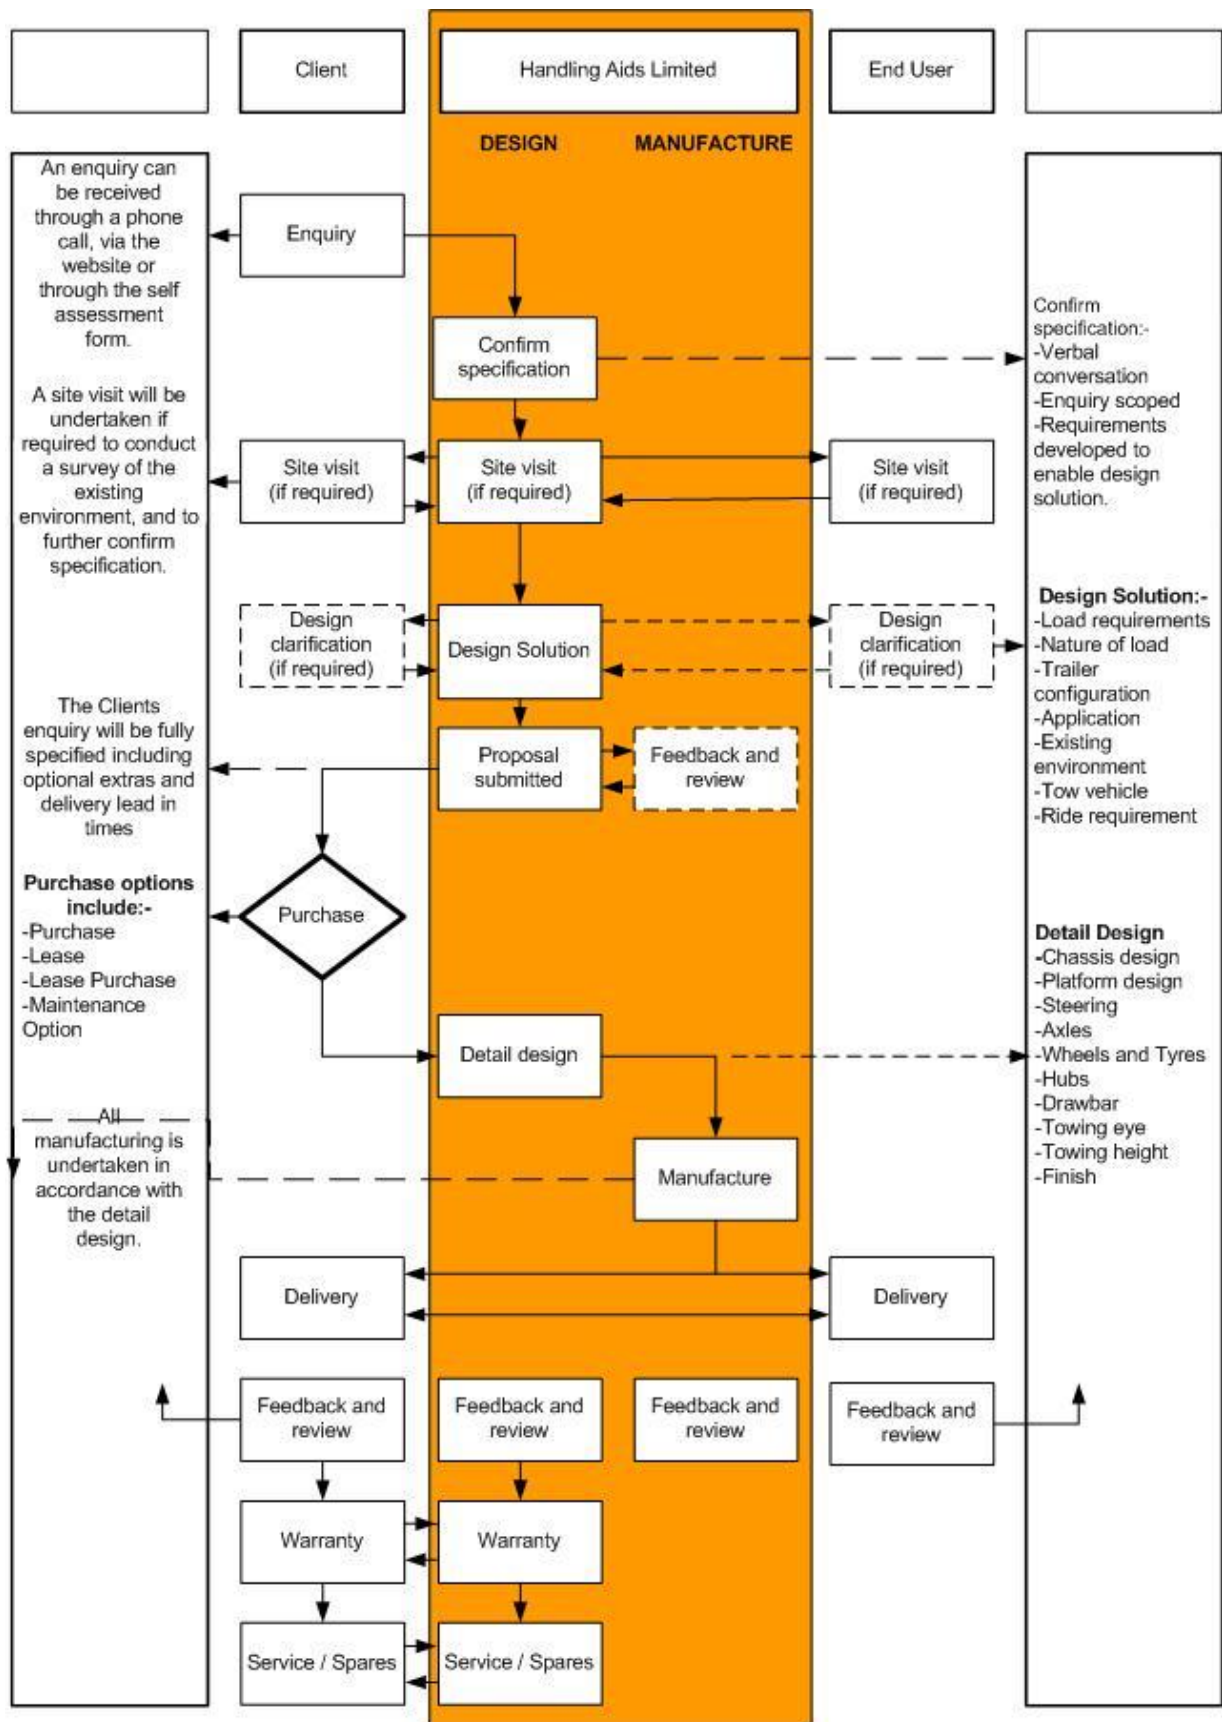 Client
Handling Aids Limited
End User
DESIGN
MANUFACTURE
An enquiry can
be received
through a phone
call, via the
website or
through the self
assessment
form.
A site visit will be
undertaken if
required to conduct
a survey of the
existing
environment, and to
further confirm
specification.
The Clients
enquiry will be fully
specified including
optional extras and
delivery lead in
times
Purchase options
include:-
-Purchase
-Lease
-Lease Purchase
-Maintenance
Option
All
manufacturing is
undertaken in
accordance with
the detail
design.
Enquiry
Confirm
specification
Site visit
(if required)
Site visit
(if required)
Site visit
(if required)
Design
clarification
(if required)
Design Solution
Design
clarification
(if required)
Proposal
submitted
Feedback and
review
Purchase
Detail design
Manufacture
Delivery
Delivery
Feedback and
review
Feedback and
review
Feedback and
review
Feedback and
review
Warranty
Warranty
Service / Spares
Service / Spares
Confirm
specification:-
-Verbal
conversation
-Enquiry scoped
-Requirements
developed to
enable design
solution.
Design Solution:-
-Load requirements
-Nature of load
-Trailer
configuration
-Application
-Existing
environment
-Tow vehicle
-Ride requirement
Detail Design
-Chassis design
-Platform design
-Steering
-Axles
-Wheels and Tyres
-Hubs
-Drawbar
-Towing eye
-Towing height
-Finish